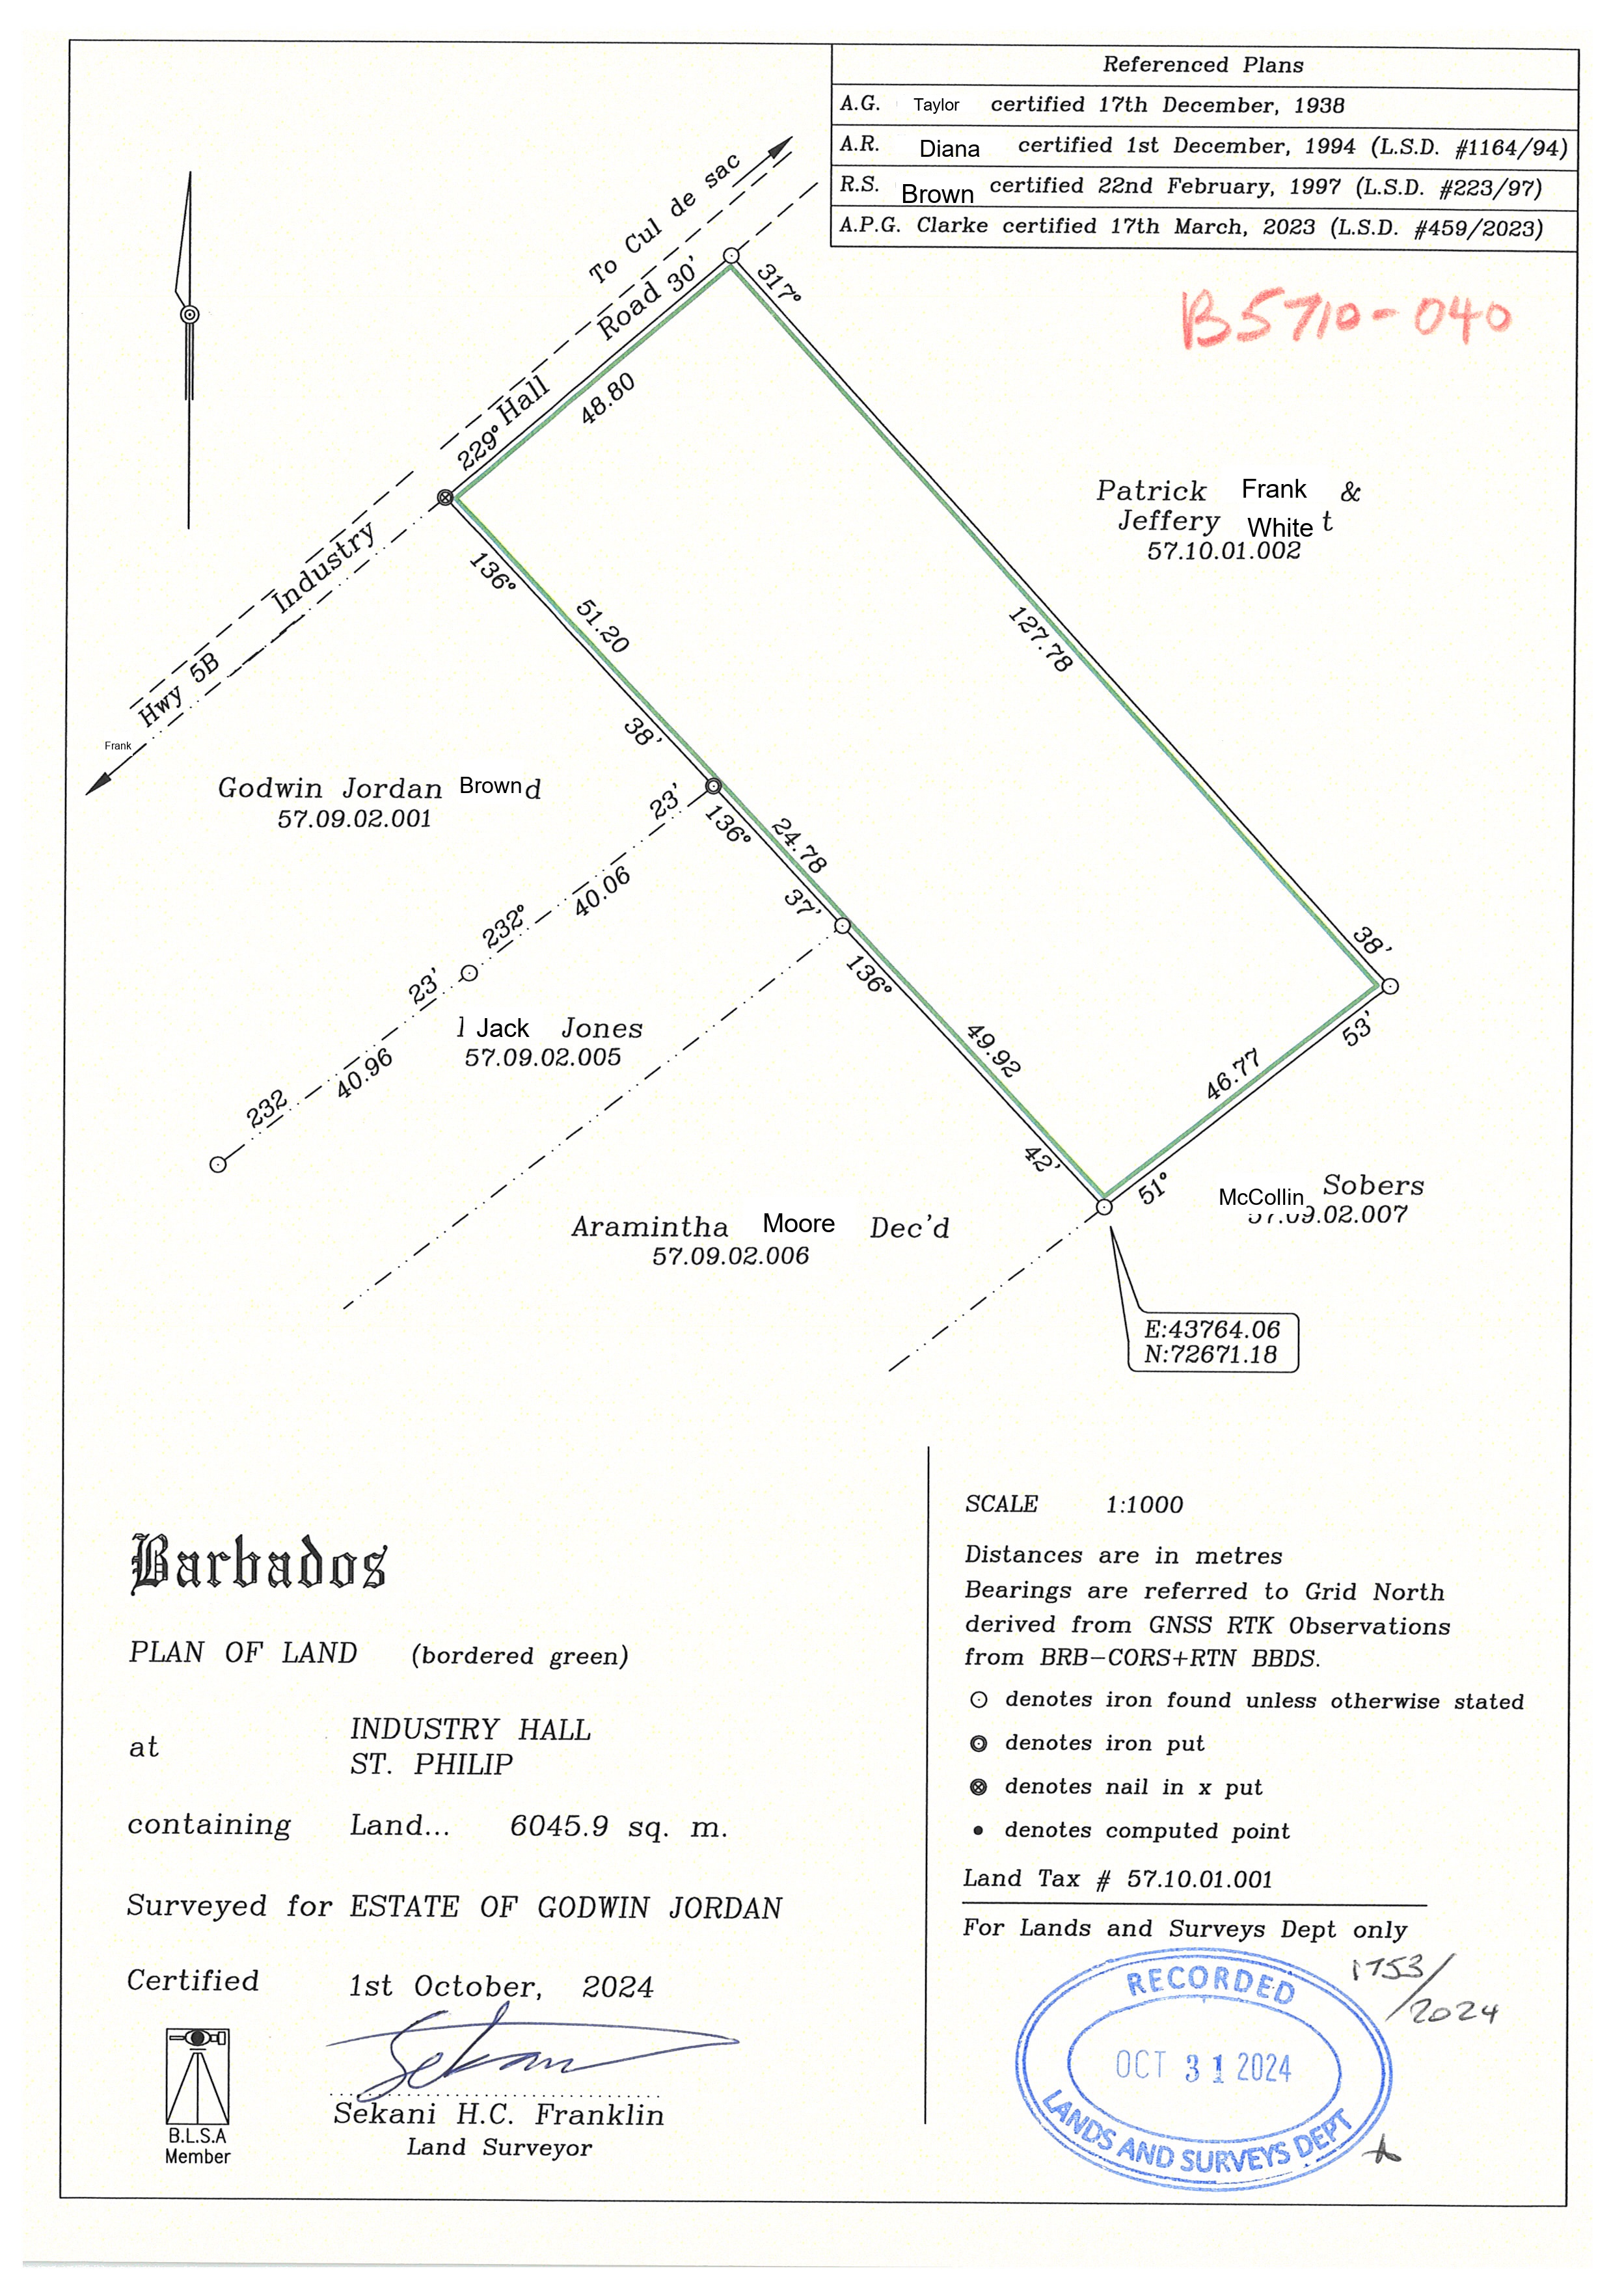 Referenced Plans
A.G. Taylor certified 17th December, 1938
A.R. Diana certified 1st December, 1994 (L.S.D. #1164/94)
R.S. Brown certified 22nd February, 1997 (L.S.D. #223/97)
A.P.G. Clarke certified 17th March, 2023 (L.S.D. #459/2023)
B5710-040
To Cul de sac
Hwy 5B Industry Hall Road
30'
229°
48.80
317°
127.78
38'
Frank
136°
51.20
38'
Patrick Frank &
Jeffery White t
57.10.01.002
Godwin Jordan Brown d
57.09.02.001
23'
40.06
232°
136°
24.78
37'
23'
40.96
232
l Jack Jones
57.09.02.005
136°
49.92
42'
53'
46.77
51°
Aramintha Moore Dec'd
57.09.02.006
McCollin Sobers
57.09.02.007
E:43764.06
N:72671.18
Barbados
PLAN OF LAND (bordered green)
at INDUSTRY HALL
ST. PHILIP
containing Land... 6045.9 sq. m.
Surveyed for ESTATE OF GODWIN JORDAN
Certified 1st October, 2024
Sekani H.C. Franklin
Land Surveyor
B.L.S.A
Member
SCALE 1:1000
Distances are in metres
Bearings are referred to Grid North
derived from GNSS RTK Observations
from BRB-CORS+RTN BBDS.
denotes iron found unless otherwise stated
denotes iron put
denotes nail in x put
denotes computed point
Land Tax # 57.10.01.001
For Lands and Surveys Dept only
1753/2024
RECORDED
OCT 31 2024
LANDS AND SURVEYS DEPT